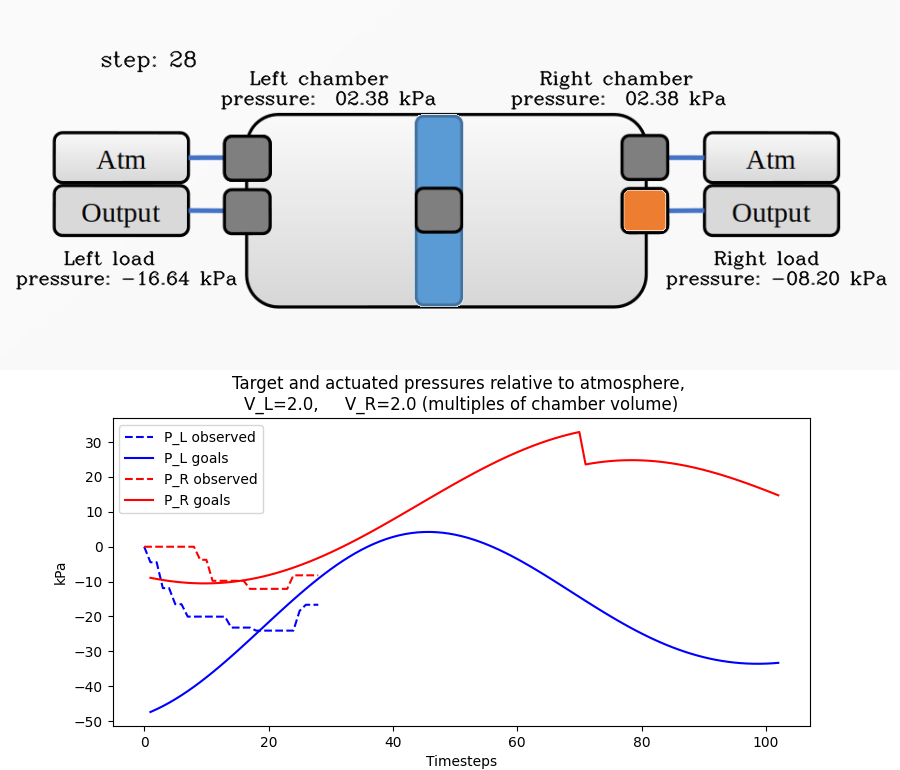 step: 28
Left chamber
pressure:  02.38 kPa
Right chamber
pressure:  02.38 kPa
Atm
Atm
Output
Output
Left load
pressure: −16.64 kPa
Right load
pressure: −08.20 kPa
Target and actuated pressures relative to atmosphere,
V_L=2.0,     V_R=2.0 (multiples of chamber volume)
P_L observed
P_L goals
P_R observed
P_R goals
30
20
10
0
−10
−20
−30
−40
−50
kPa
0 20 40 60 80 100
Timesteps